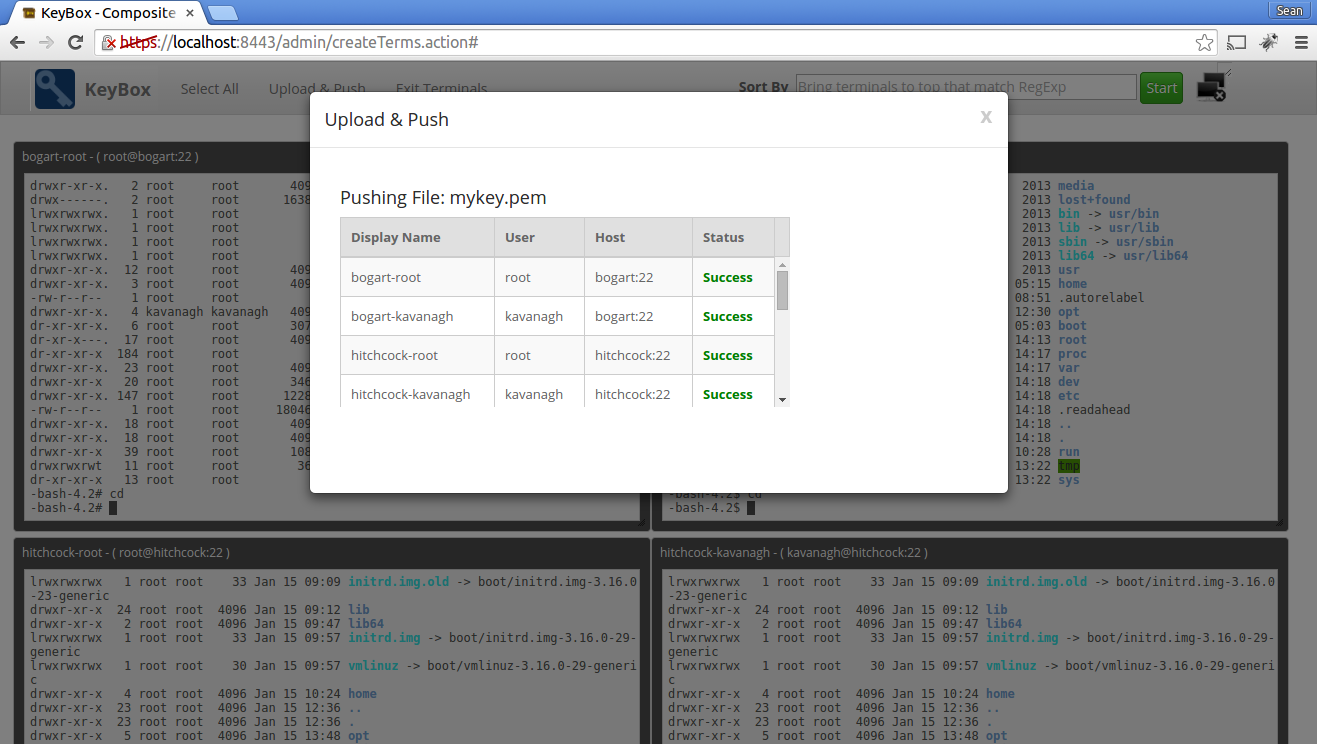 KeyBox - Composite
Sean
https://localhost:8443/admin/createTerms.action#
KeyBox Select All Upload & Push Exit Terminals Sort By Bring terminals to top that match RegExp Start
Upload & Push X
Pushing File: mykey.pem
Display Name User Host Status
bogart-root root bogart:22 Success
bogart-kavanagh kavanagh bogart:22 Success
hitchcock-root root hitchcock:22 Success
hitchcock-kavanagh kavanagh hitchcock:22 Success
bogart-root - ( root@bogart:22 )
drwxr-xr-x. 2 root root 409
drwx------. 2 root root 1638
lrwxrwxrwx. 1 root root
lrwxrwxrwx. 1 root root
lrwxrwxrwx. 1 root root
lrwxrwxrwx. 1 root root
drwxr-xr-x. 12 root root 409
drwxr-xr-x. 3 root root 409
-rw-r--r-- 1 root root
drwxr-xr-x. 4 kavanagh kavanagh 409
dr-xr-xr-x. 6 root root 307
dr-xr-x---. 17 root root 409
dr-xr-xr-x 184 root root
drwxr-xr-x. 23 root root 409
drwxr-xr-x 20 root root 346
drwxr-xr-x. 147 root root 1228
-rw-r--r-- 1 root root 18046
drwxr-xr-x. 18 root root 409
drwxr-xr-x. 18 root root 409
drwxr-xr-x 39 root root 108
drwxrwxrwt 11 root root 36
dr-xr-xr-x 13 root root
-bash-4.2# cd
-bash-4.2#
2013 media
2013 lost+found
2013 bin -> usr/bin
2013 lib -> usr/lib
2013 sbin -> usr/sbin
2013 lib64 -> usr/lib64
2013 usr
05:15 home
08:51 .autorelabel
12:30 opt
05:03 boot
14:13 root
14:17 proc
14:17 var
14:18 dev
14:18 etc
14:18 .readahead
14:18 ..
14:18 .
10:28 run
13:22 tmp
13:22 sys
-bash-4.2$ cd
-bash-4.2$
hitchcock-root - ( root@hitchcock:22 )
lrwxrwxrwx 1 root root 33 Jan 15 09:09 initrd.img.old -> boot/initrd.img-3.16.0
-23-generic
drwxr-xr-x 24 root root 4096 Jan 15 09:12 lib
drwxr-xr-x 2 root root 4096 Jan 15 09:47 lib64
lrwxrwxrwx 1 root root 33 Jan 15 09:57 initrd.img -> boot/initrd.img-3.16.0-29-
generic
lrwxrwxrwx 1 root root 30 Jan 15 09:57 vmlinuz -> boot/vmlinuz-3.16.0-29-generi
c
drwxr-xr-x 4 root root 4096 Jan 15 10:24 home
drwxr-xr-x 23 root root 4096 Jan 15 12:36 ..
drwxr-xr-x 23 root root 4096 Jan 15 12:36 .
drwxr-xr-x 5 root root 4096 Jan 15 13:48 opt
hitchcock-kavanagh - ( kavanagh@hitchcock:22 )
lrwxrwxrwx 1 root root 33 Jan 15 09:09 initrd.img.old -> boot/initrd.img-3.16.0
-23-generic
drwxr-xr-x 24 root root 4096 Jan 15 09:12 lib
drwxr-xr-x 2 root root 4096 Jan 15 09:47 lib64
lrwxrwxrwx 1 root root 33 Jan 15 09:57 initrd.img -> boot/initrd.img-3.16.0-29-
generic
lrwxrwxrwx 1 root root 30 Jan 15 09:57 vmlinuz -> boot/vmlinuz-3.16.0-29-generi
c
drwxr-xr-x 4 root root 4096 Jan 15 10:24 home
drwxr-xr-x 23 root root 4096 Jan 15 12:36 ..
drwxr-xr-x 23 root root 4096 Jan 15 12:36 .
drwxr-xr-x 5 root root 4096 Jan 15 13:48 opt